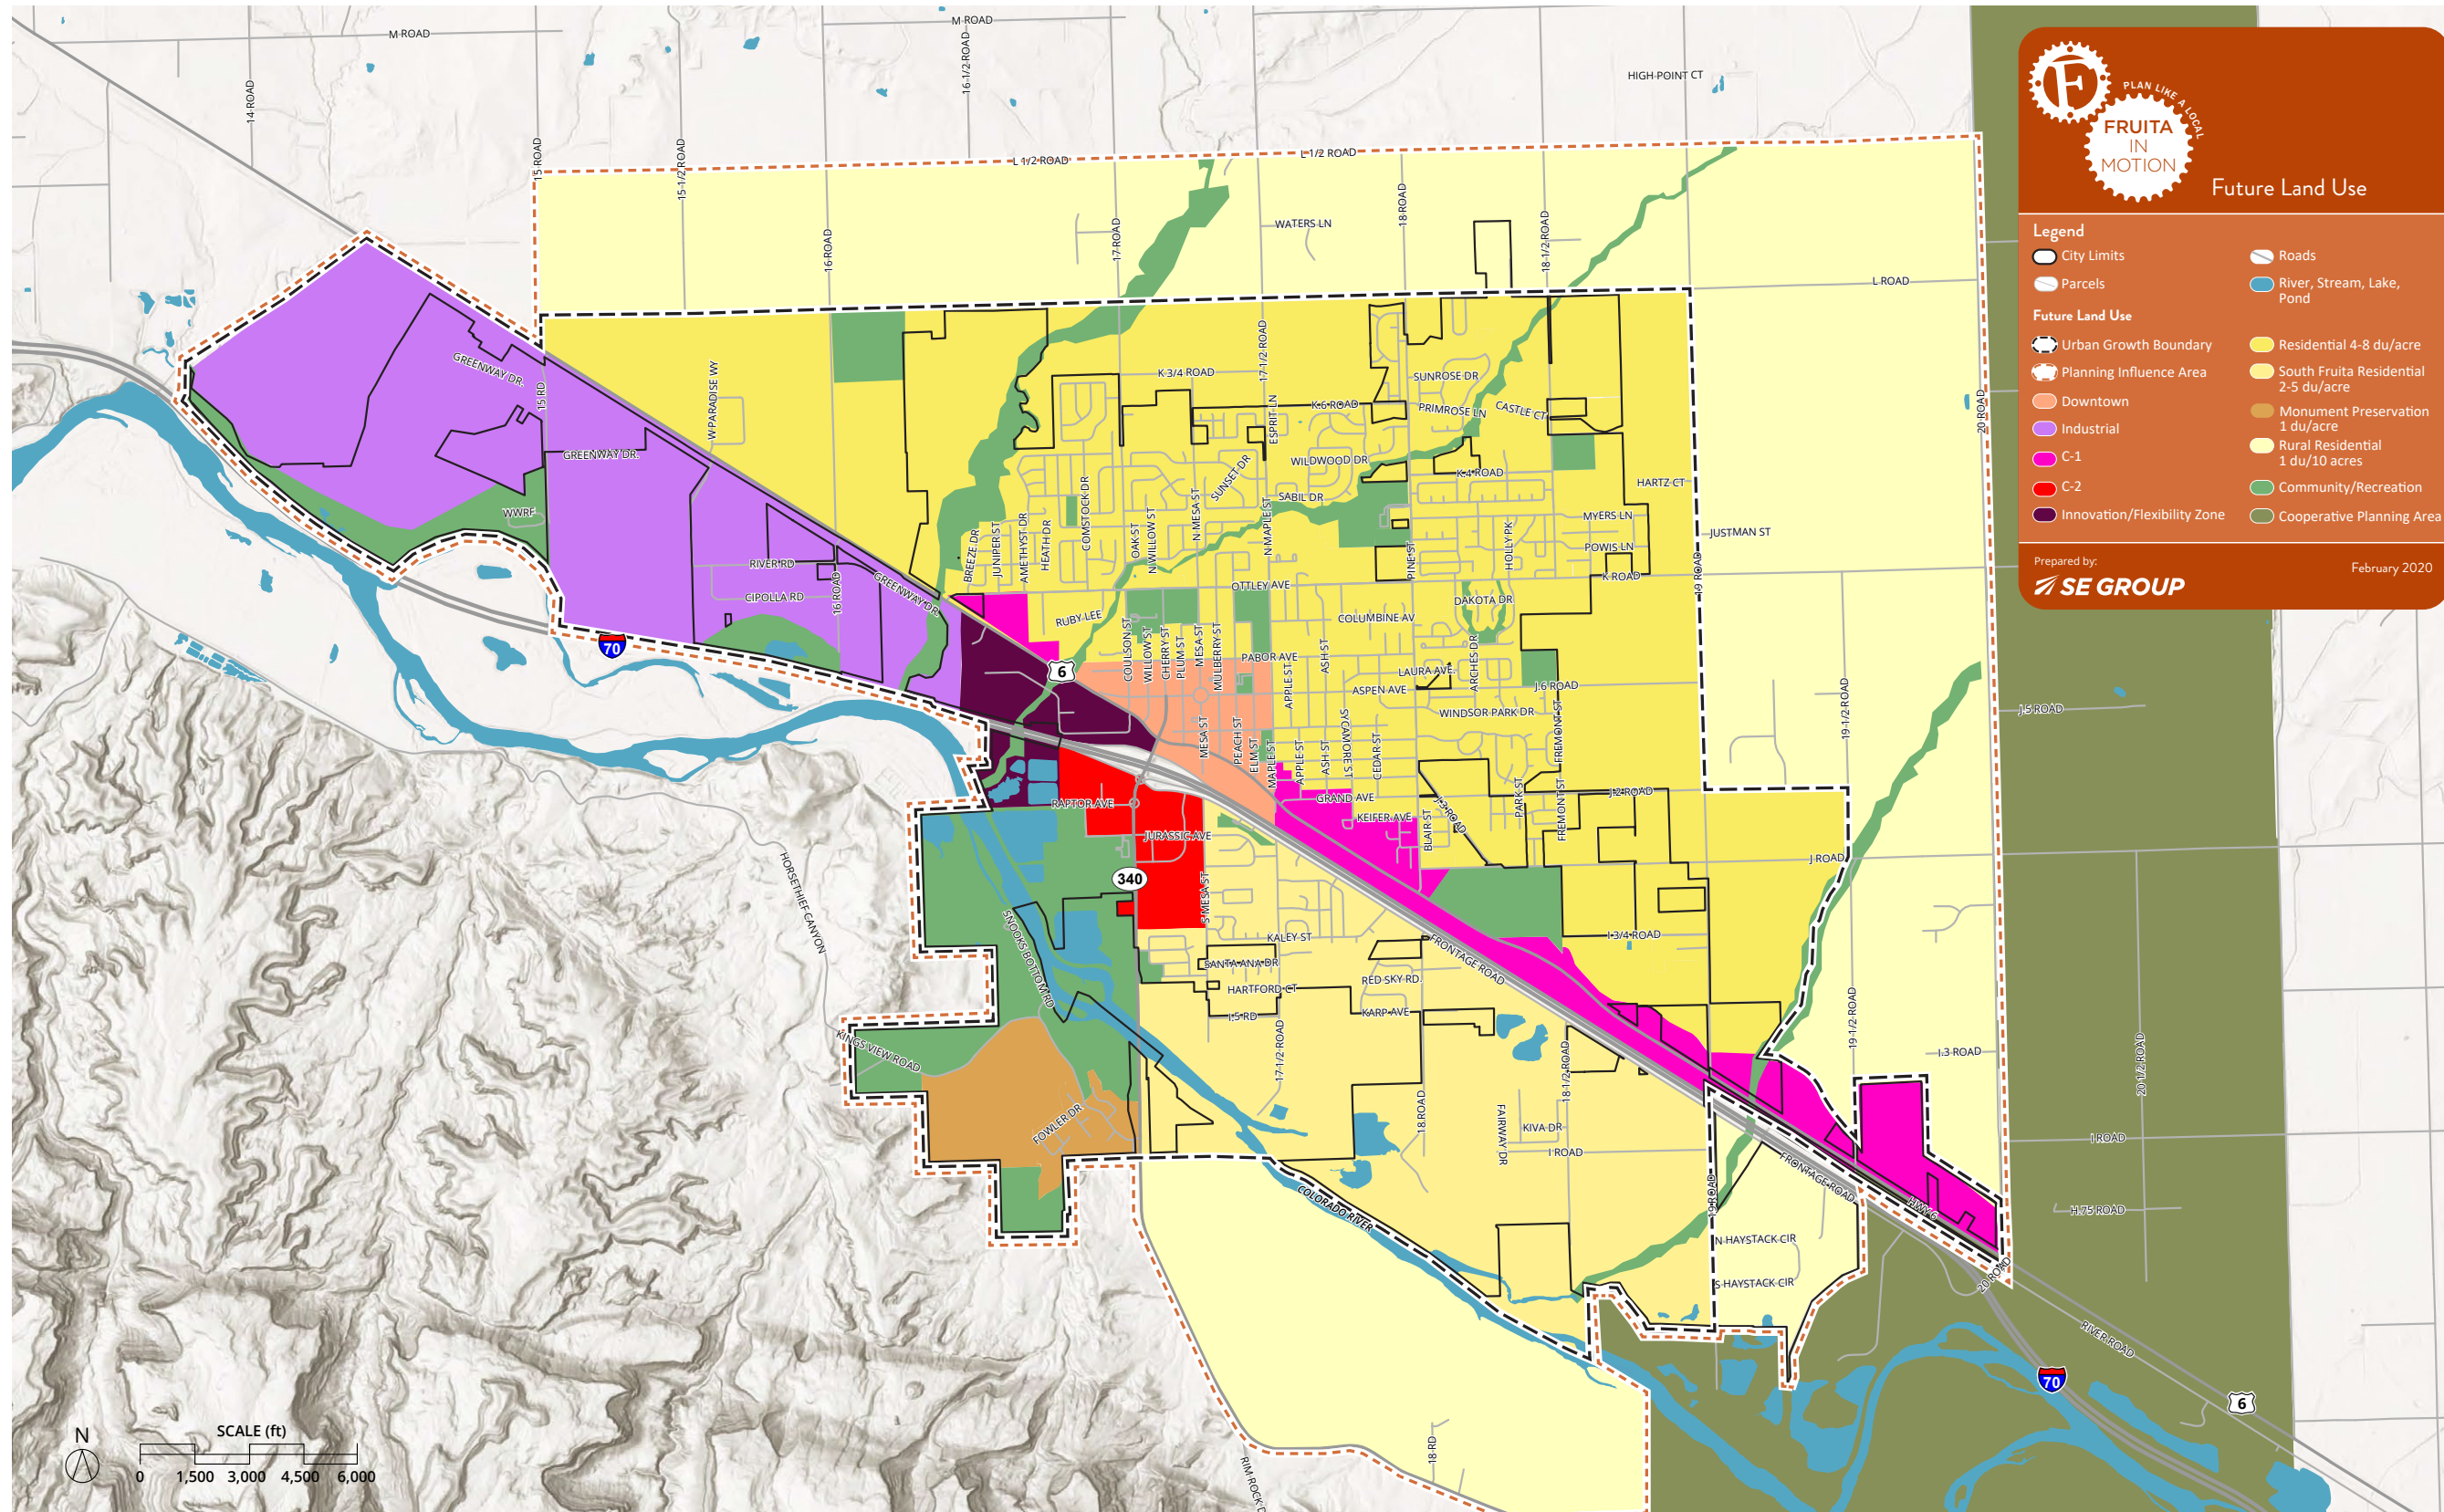 M ROAD
M ROAD
16-1/2 ROAD
14 ROAD
HIGH POINT CT
15 ROAD
15-1/2 ROAD
L 1/2 ROAD
L 1/2 ROAD
16 ROAD
17 ROAD
WATERS LN
18 ROAD
18-1/2 ROAD
L ROAD
F
PLAN LIKE A LOCAL
FRUITA
IN
MOTION
Future Land Use
Legend
City Limits
Parcels
Roads
River, Stream, Lake,
Pond
Future Land Use
Urban Growth Boundary
Planning Influence Area
Downtown
Industrial
C-1
C-2
Innovation/Flexibility Zone
Residential 4-8 du/acre
South Fruita Residential
2-5 du/acre
Monument Preservation
1 du/acre
Rural Residential
1 du/10 acres
Community/Recreation
Cooperative Planning Area
Prepared by:
SE GROUP
February 2020
GREENWAY DR.
15 RD
W PARADISE WY
K 3/4 ROAD
17-1/2 ROAD
SUNROSE DR
K.6 ROAD
ESPRIT LN
PRIMROSE LN
CASTLE CT
20 ROAD
GREENWAY DR.
WILDWOOD DR
SUNSET DR
K.4 ROAD
HARTZ CT
COMSTOCK DR
SABIL DR
WWRF
N MESA ST
N MAPLE ST
MYERS LN
JUSTMAN ST
BREEZE DR
JUNIPER ST
AMETHYST DR
HEATH DR
OAK ST
N WILLOW ST
PINE ST
HOLLY PK
POWIS LN
RIVER RD
K ROAD
19 ROAD
CIPOLLA RD
16 ROAD
GREENWAY DR.
OTTLEY AVE
DAKOTA DR
RUBY LEE
COLUMBINE AV
COULSON ST
WILLOW ST
CHERRY ST
PLUM ST
MESA ST
MULBERRY ST
PABOR AVE
ASH ST
LAURA AVE.
ARCHES DR
70
6
APPLE ST
ASPEN AVE
J.6 ROAD
19-1/2 ROAD
J.5 ROAD
WINDSOR PARK DR
MESA ST
PEACH ST
ELM ST
MAPLE ST
APPLE ST
ASH ST
SYCAMORE ST
CEDAR ST
FREMONT ST
RAPTOR AVE
GRAND AVE
J.2 ROAD
PARK ST
FREMONT ST
KEIFER AVE
J.3 ROAD
BLAIR ST
JURASSIC AVE
J ROAD
HORSETHIEF CANYON
340
S MESA ST
SNOOKS BOTTOM RD
KALEY ST
FRONTAGE ROAD
I 3/4 ROAD
SANTA ANA DR
RED SKY RD.
HARTFORD CT
I.5 RD
KARP AVE
19-1/2 ROAD
KINGS VIEW ROAD
17 1/2 ROAD
18-1/2 ROAD
I.3 ROAD
20 1/2 ROAD
FOWLER DR
18 ROAD
FAIRWAY DR
KIVA DR
I ROAD
I ROAD
COLORADO RIVER
19 ROAD
FRONTAGE ROAD
HWY 6
H.75 ROAD
N HAYSTACK CIR
S HAYSTACK CIR
20 ROAD
RIVER ROAD
70
6
18 RD
RIM ROCK D
N
SCALE (ft)
0 1,500 3,000 4,500 6,000